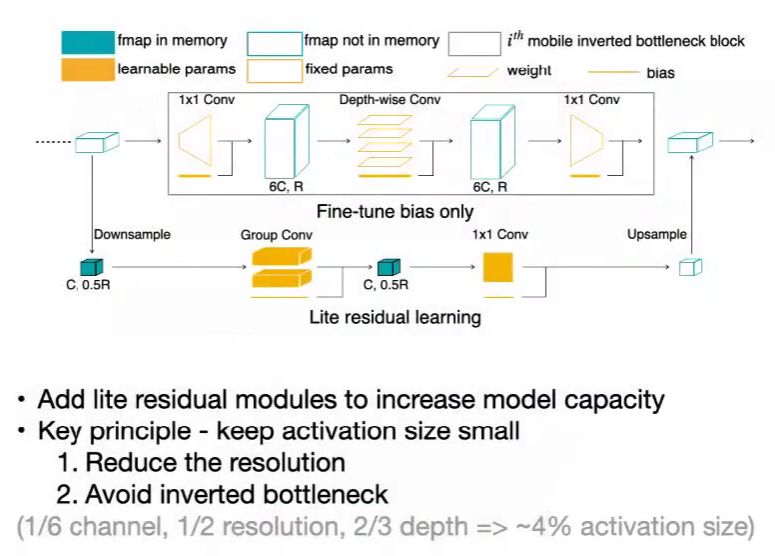 fmap in memory fmap not in memory iᵗʰ mobile inverted bottleneck block
learnable params fixed params weight bias
1x1 Conv Depth-wise Conv 1x1 Conv
6C, R 6C, R
Fine-tune bias only
Downsample Group Conv 1x1 Conv Upsample
C, 0.5R C, 0.5R
Lite residual learning
• Add lite residual modules to increase model capacity
• Key principle - keep activation size small
1. Reduce the resolution
2. Avoid inverted bottleneck
(1/6 channel, 1/2 resolution, 2/3 depth => ~4% activation size)